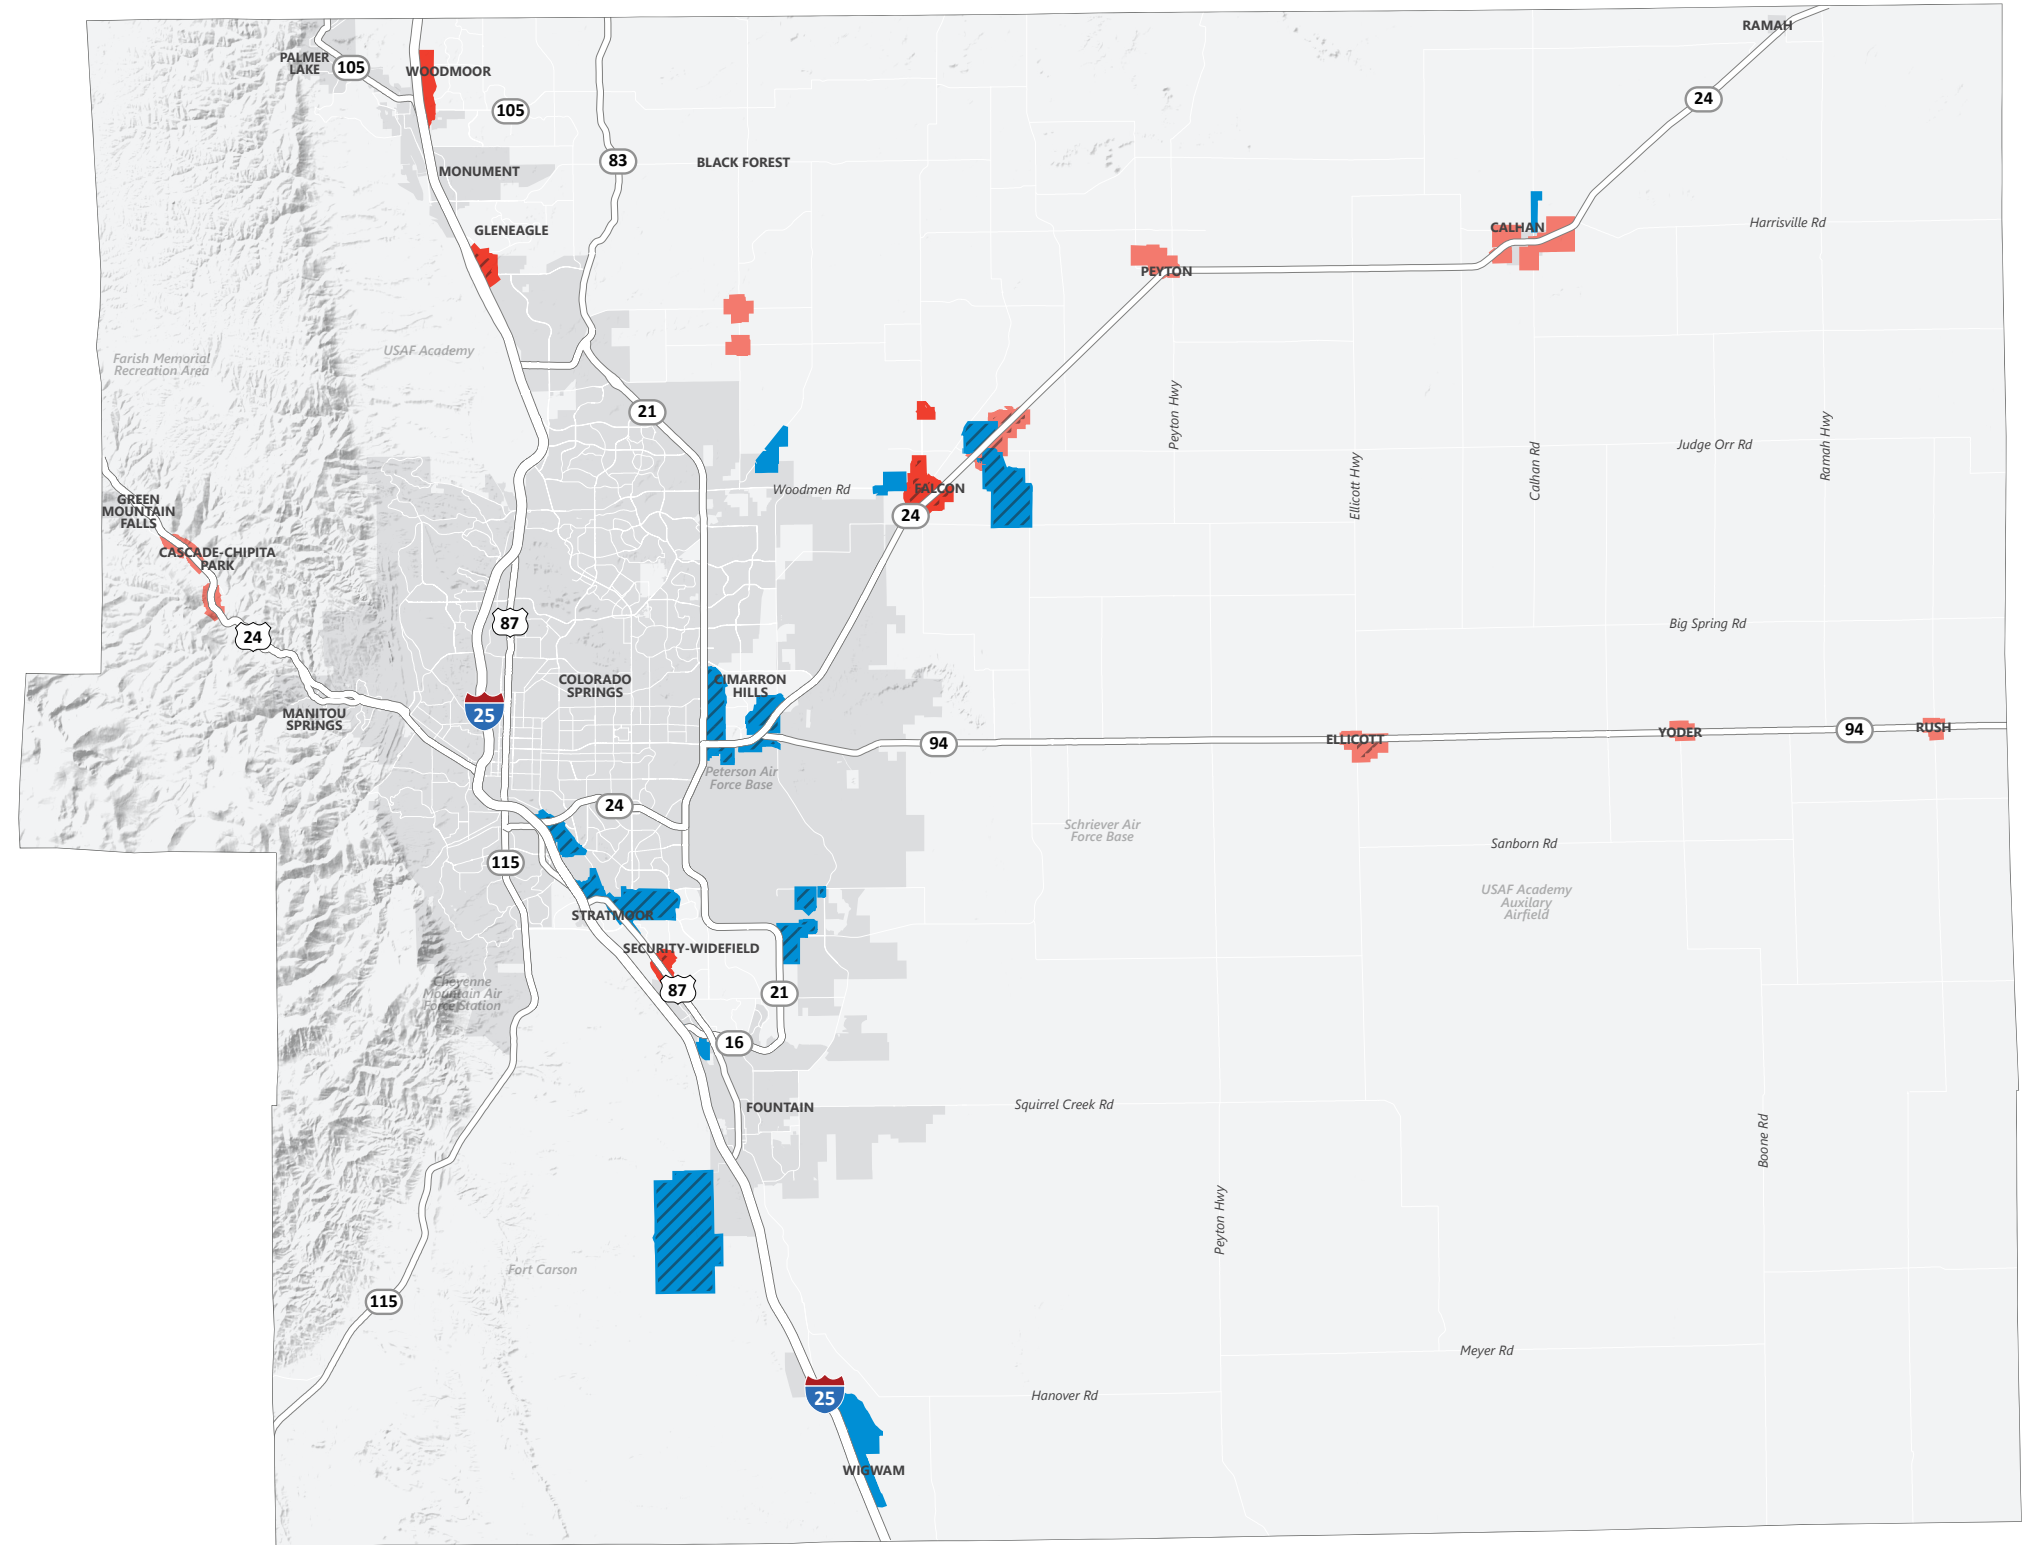 RAMAH
PALMER
LAKE
105
WOODMOOR
24
105
83
BLACK FOREST
MONUMENT
CALHAN
Harrisville Rd
GLENEAGLE
PEYTON
Farish Memorial
Recreation Area
USAF Academy
21
Peyton Hwy
Ellicott Hwy
Calhan Rd
Judge Orr Rd
Ramah Hwy
Woodmen Rd
FALCON
24
GREEN
MOUNTAIN
FALLS
CASCADE-CHIPITA
PARK
24
87
Big Spring Rd
COLORADO
SPRINGS
CIMARRON
HILLS
MANITOU
SPRINGS
25
94
ELLICOTT
YODER
94
RUSH
Peterson Air
Force Base
24
Schriever Air
Force Base
Sanborn Rd
115
USAF Academy
Auxilary
Airfield
STRATMOOR
SECURITY-WIDEFIELD
Cheyenne
Mountain Air
Force Station
87
21
16
FOUNTAIN
Squirrel Creek Rd
Boone Rd
Peyton Hwy
Fort Carson
115
Meyer Rd
25
Hanover Rd
WIGWAM